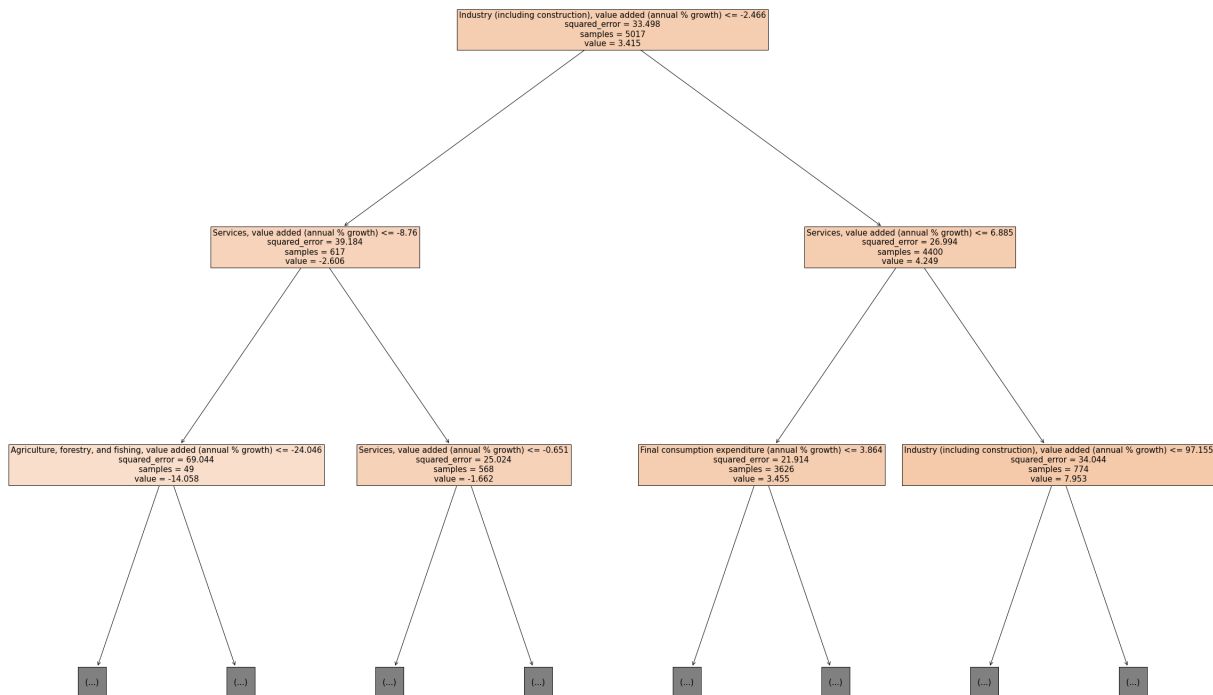 Industry (including construction), value added (annual % growth) <= -2.466
squared_error = 33.498
samples = 5017
value = 3.415
Services, value added (annual % growth) <= -8.76
squared_error = 39.184
samples = 617
value = -2.606
Services, value added (annual % growth) <= 6.885
squared_error = 26.994
samples = 4400
value = 4.249
Agriculture, forestry, and fishing, value added (annual % growth) <= -24.046
squared_error = 69.044
samples = 49
value = -14.058
Services, value added (annual % growth) <= -0.651
squared_error = 25.024
samples = 568
value = -1.662
Final consumption expenditure (annual % growth) <= 3.864
squared_error = 21.914
samples = 3626
value = 3.455
Industry (including construction), value added (annual % growth) <= 97.155
squared_error = 34.044
samples = 774
value = 7.953
(...)
(...)
(...)
(...)
(...)
(...)
(...)
(...)